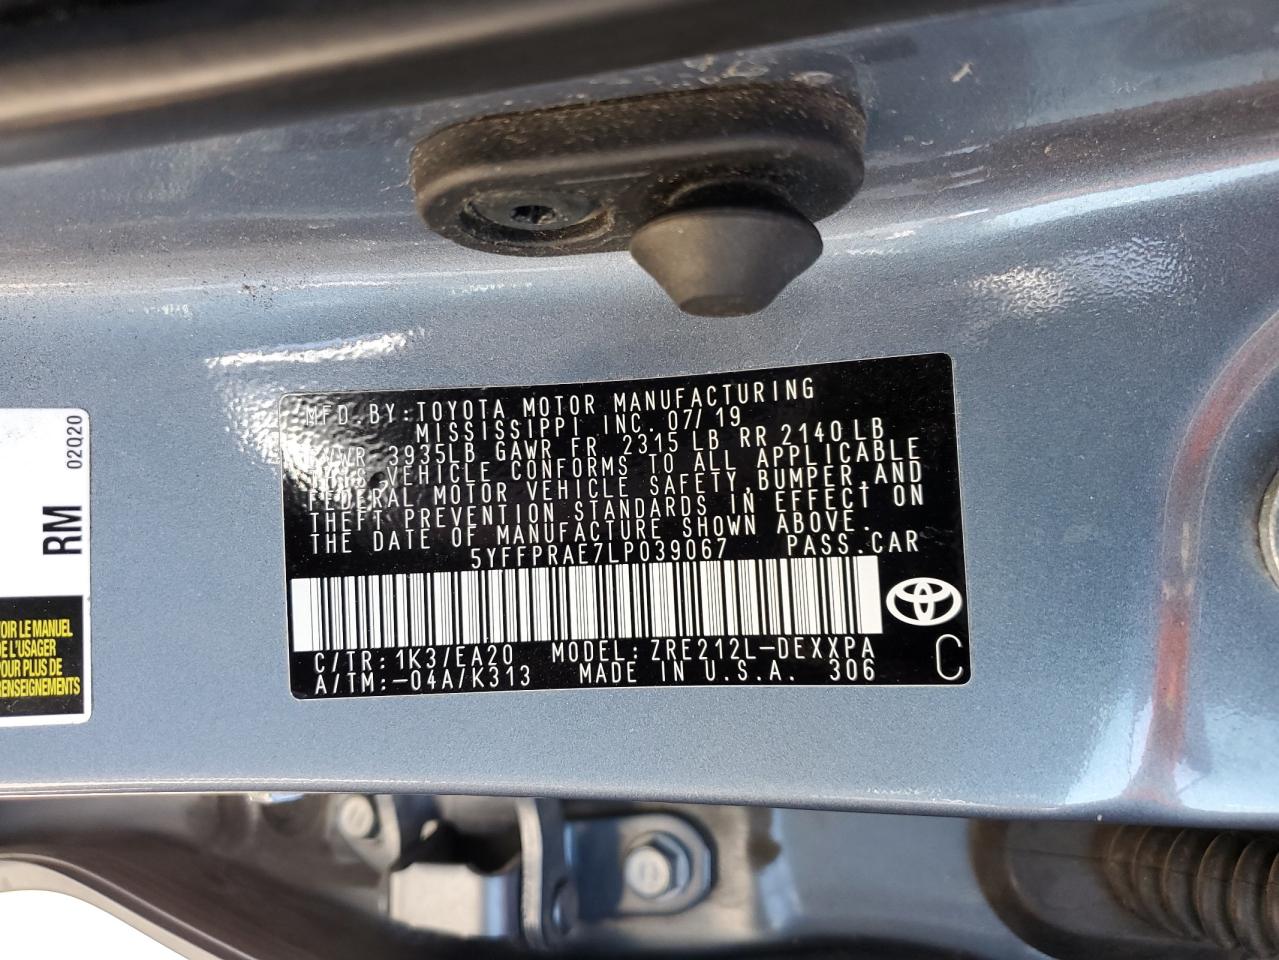 MFD.BY:TOYOTA MOTOR MANUFACTURING
MISSISSIPPI INC. 07/19
GVWR 3935LB GAWR FR 2315 LB RR 2140 LB
THIS VEHICLE CONFORMS TO ALL APPLICABLE
FEDERAL MOTOR VEHICLE SAFETY, BUMPER, AND
THEFT PREVENTION STANDARDS IN EFFECT ON
THE DATE OF MANUFACTURE SHOWN ABOVE.
5YFFPRAE7LP039067 PASS.CAR
C/TR:1K3/EA20 MODEL:ZRE212L-DEXXPA
A/TM:-04A/K313 MADE IN U.S.A. 306 C
RM 02020
VOIR LE MANUEL
DE L'USAGER
POUR PLUS DE
RENSEIGNEMENTS